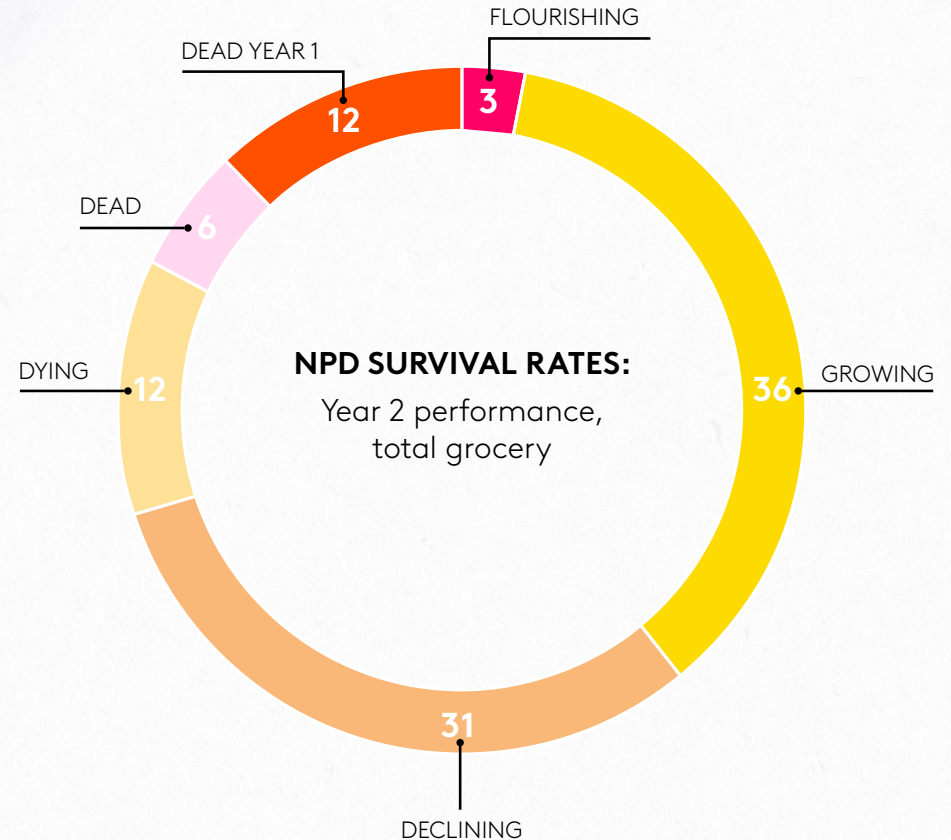 FLOURISHING
DEAD YEAR 1
3
12
DEAD
6
NPD SURVIVAL RATES:
DYING
12
36
GROWING
Year 2 performance,
total grocery
31
DECLINING